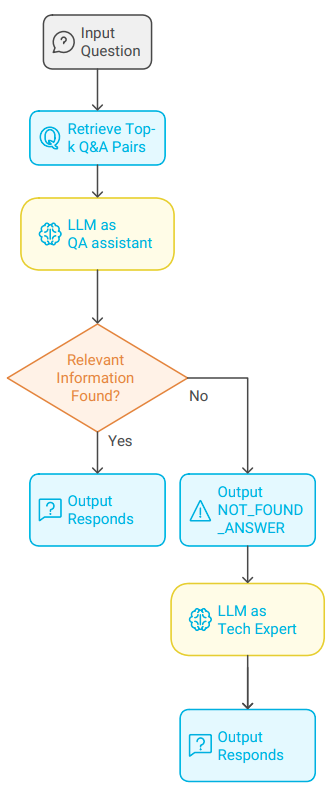 Input
Question
Retrieve Top-
k Q&A Pairs
LLM as
QA assistant
Relevant
Information
Found?
No
Yes
Output
Responds
Output
NOT_FOUND
_ANSWER
LLM as
Tech Expert
Output
Responds